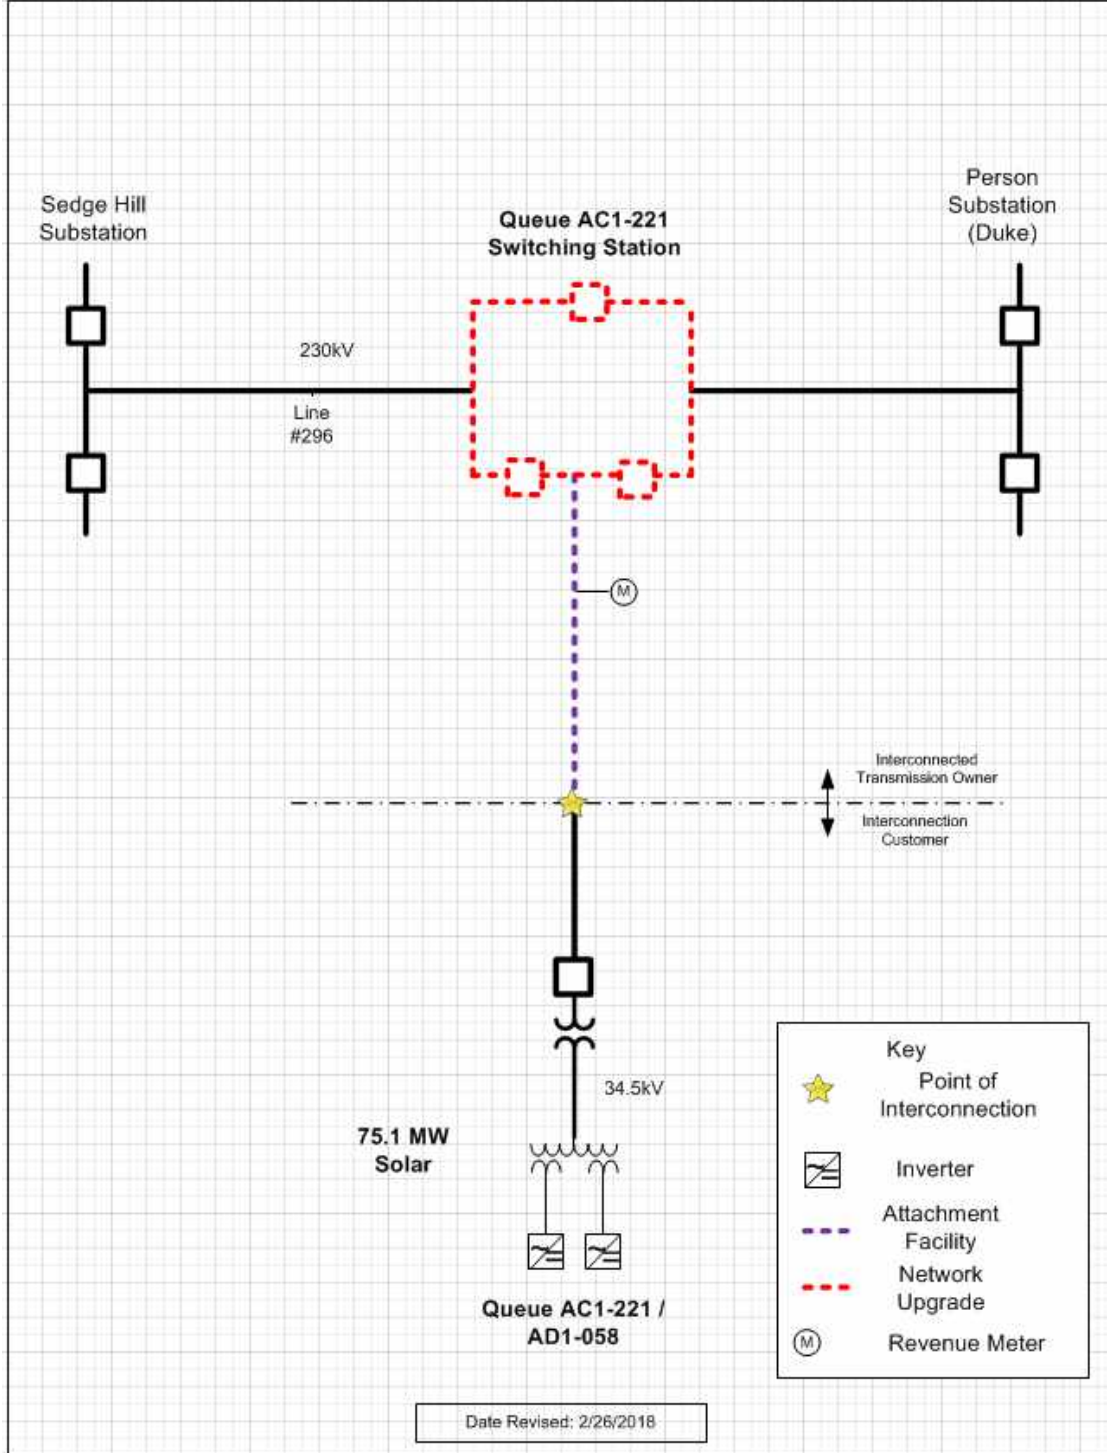 Sedge Hill
Substation
Queue AC1-221
Switching Station
Person
Substation
(Duke)
230kV
Line
#296
M
Interconnected
Transmission Owner
Interconnection
Customer
34.5kV
75.1 MW
Solar
Queue AC1-221 /
AD1-058
Key
Point of
Interconnection
Inverter
Attachment
Facility
Network
Upgrade
M
Revenue Meter
Date Revised: 2/26/2018